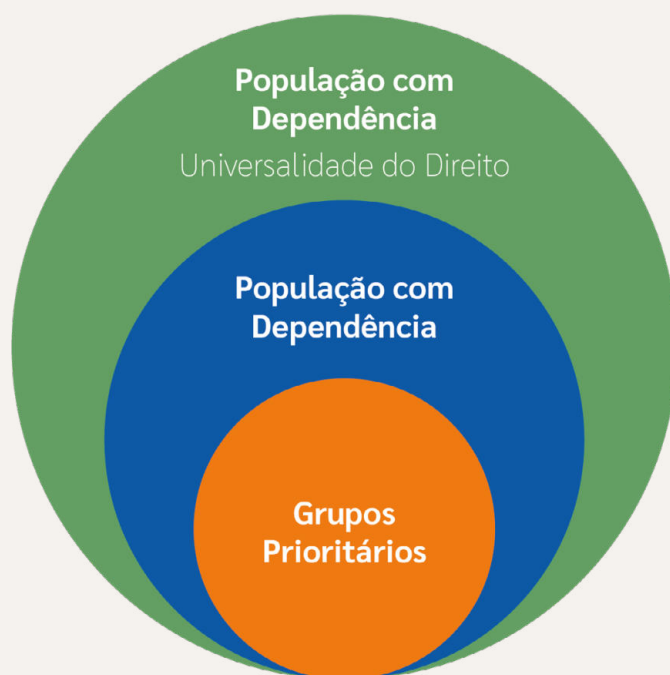 População com
Dependência
Universalidade do Direito
População com
Dependência
Grupos
Prioritários